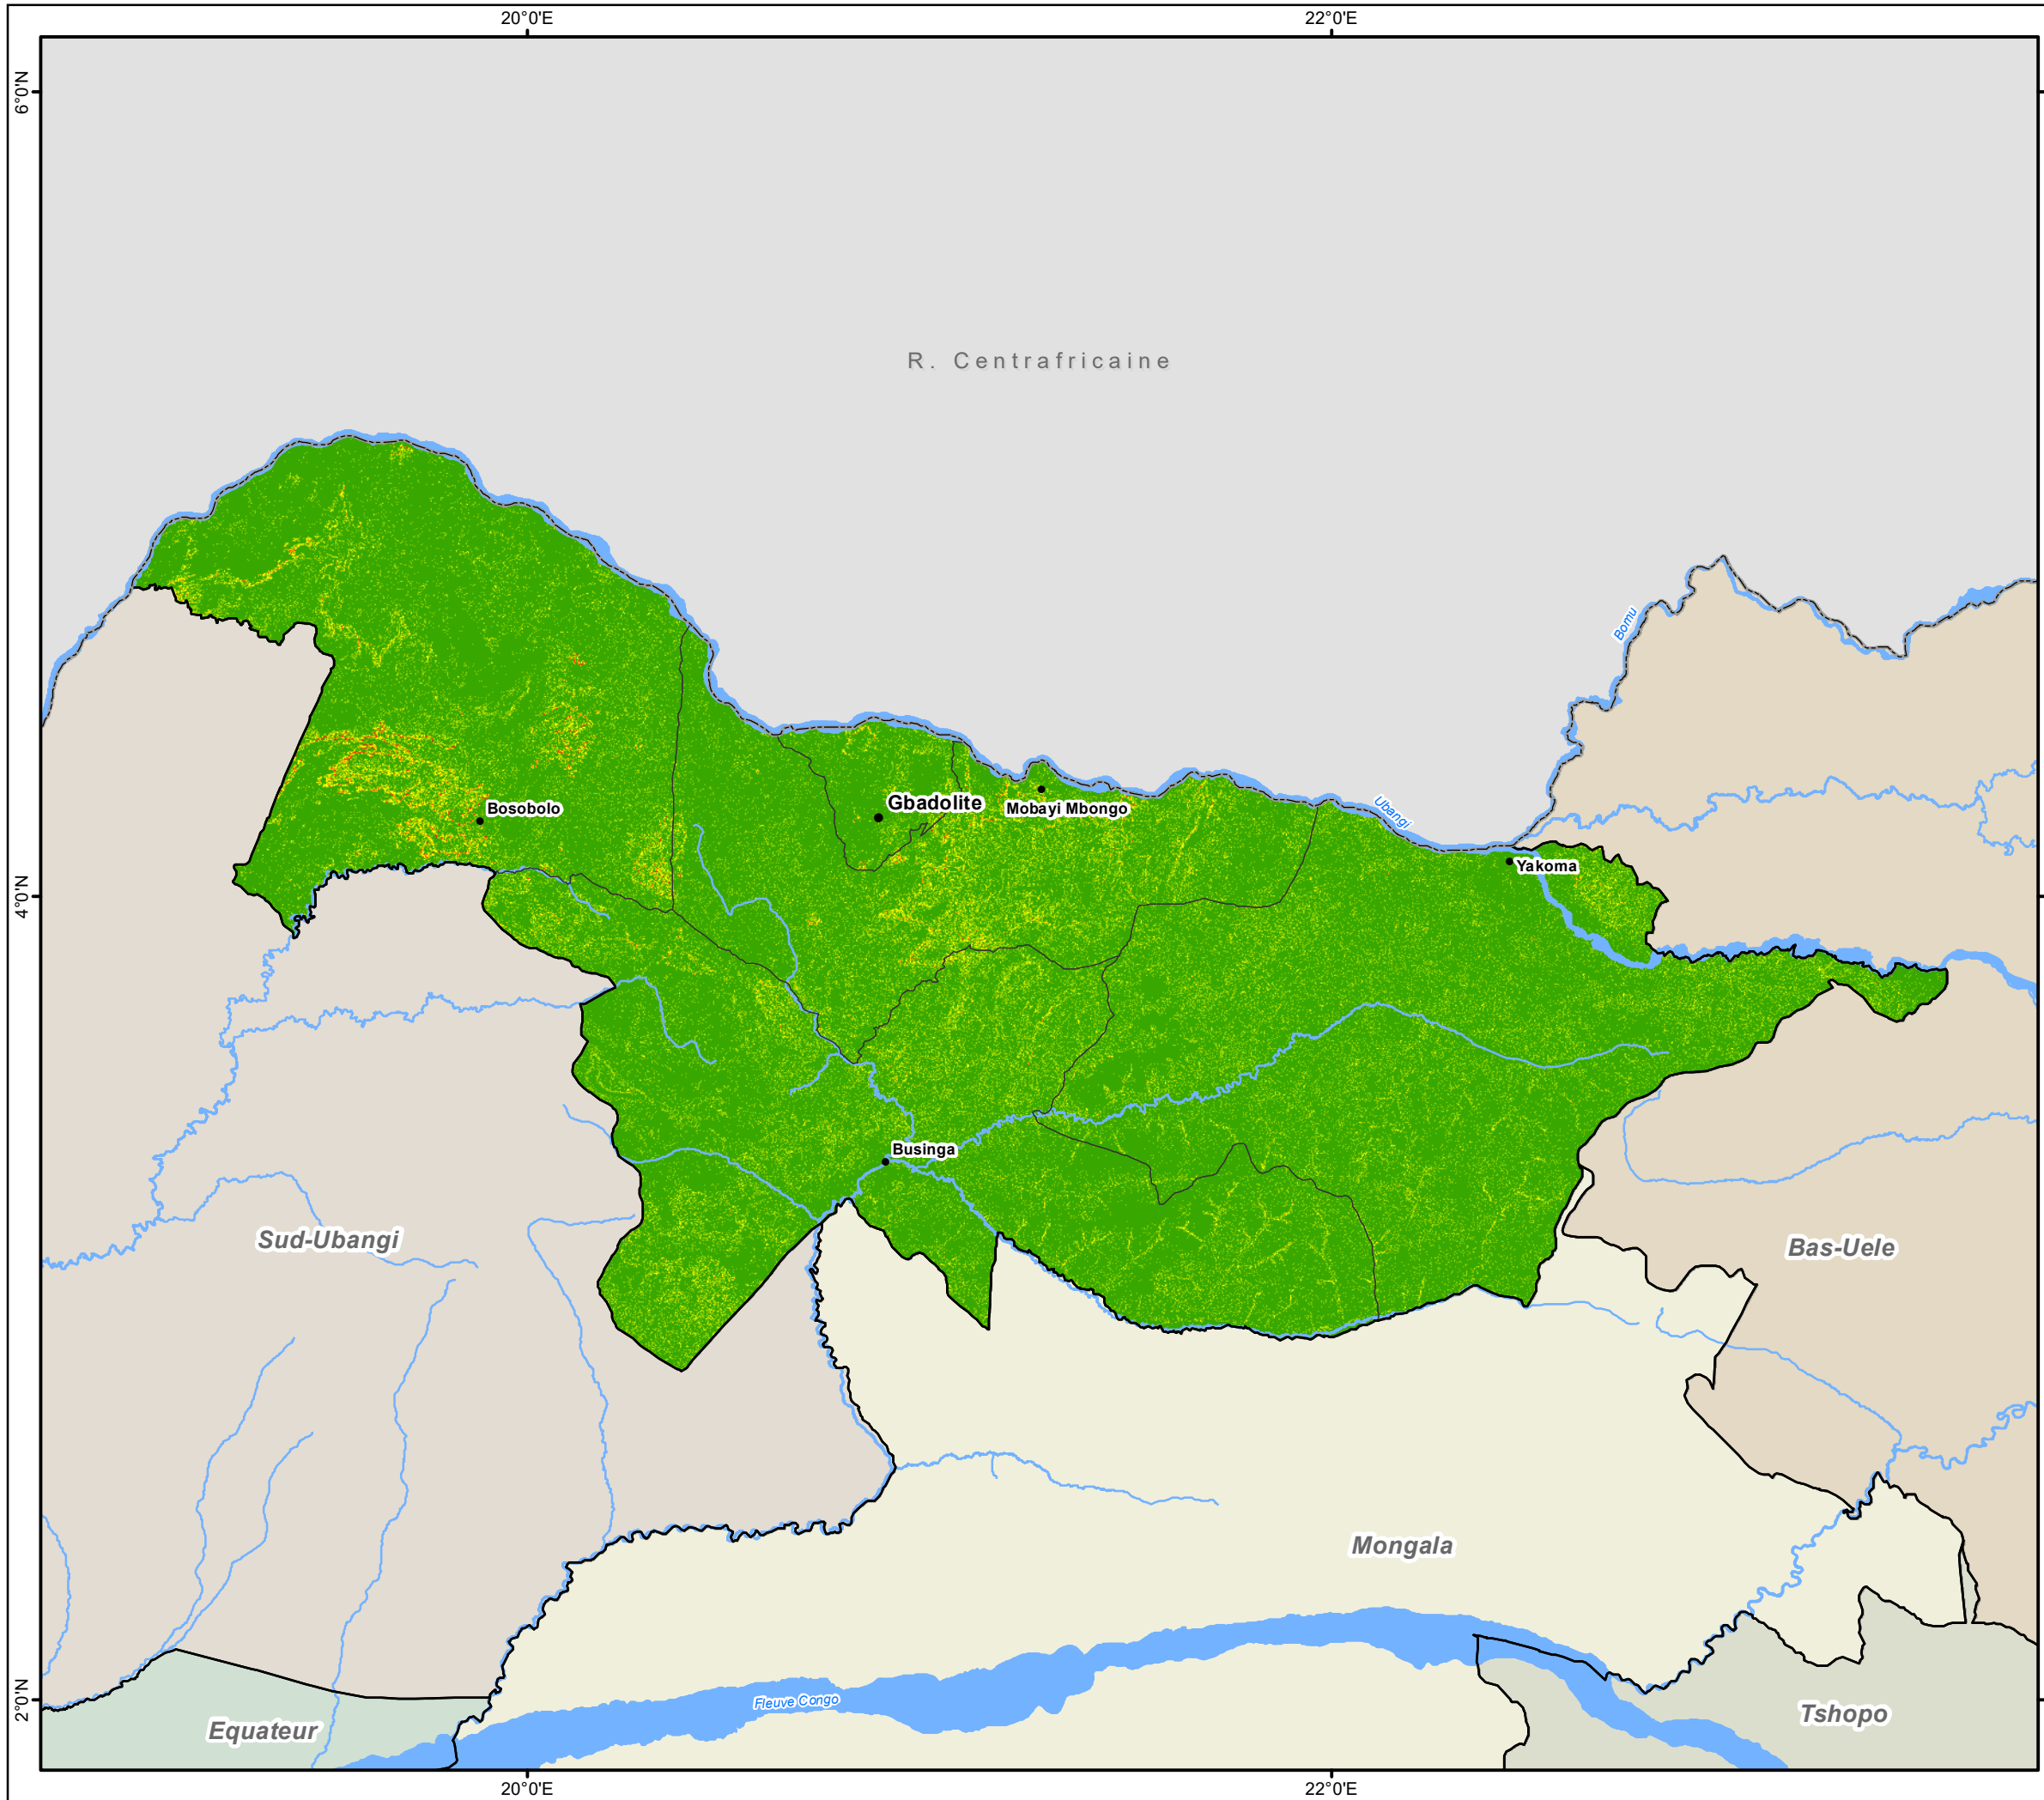 20°0'E
22°0'E
6°0'N
R. Centrafricaine
Bomu
Gbadolite
Mobayi Mbongo
Bosobolo
Ubangi
Yakoma
4°0'N
Businga
Sud-Ubangi
Bas-Uele
Mongala
Fleuve Congo
2°0'N
Equateur
Tshopo
20°0'E
22°0'E